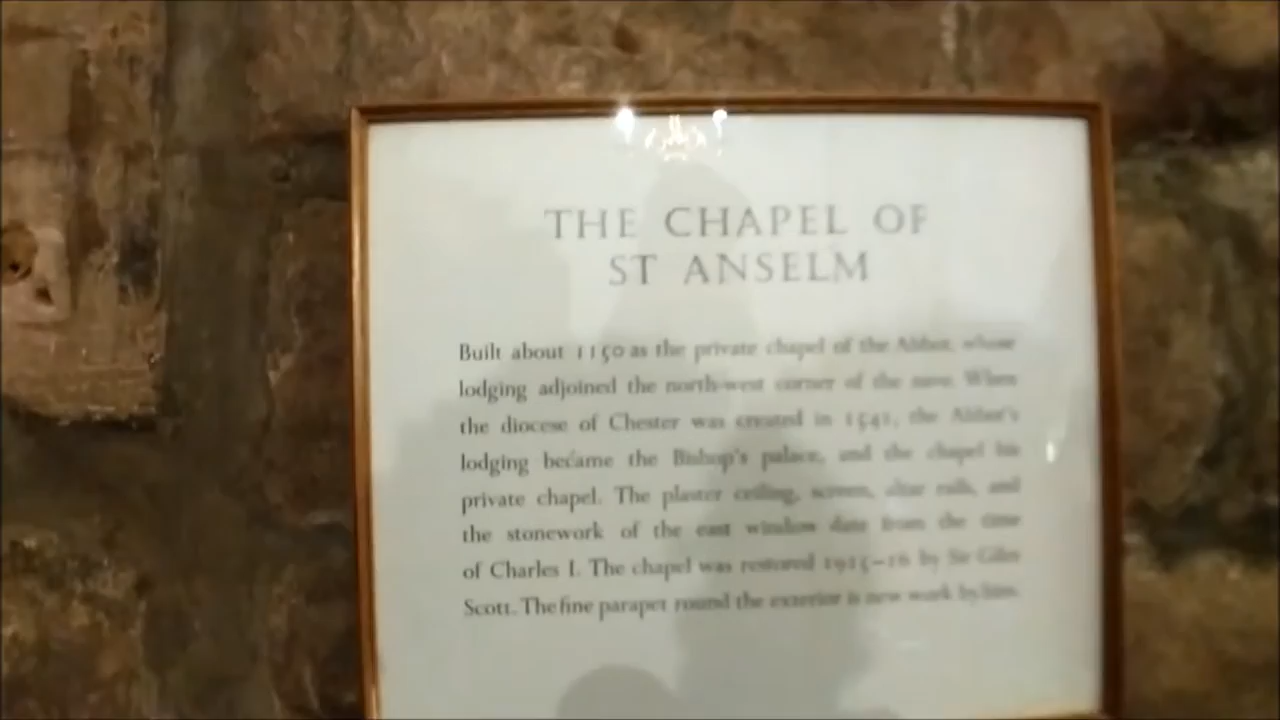 THE CHAPEL OF
ST ANSELM
Built about 1150 as the private chapel of the Abbot, whose
lodging adjoined the north-west corner of the nave. When
the diocese of Chester was created in 1541, the Abbot's
lodging became the Bishop's palace, and the chapel his
private chapel. The plaster ceiling, screen, altar rails, and
the stonework of the east window date from the time
of Charles I. The chapel was restored 1925–26 by Sir Giles
Scott. The fine parapet round the exterior is new work by him.